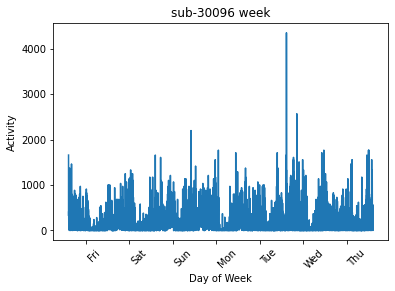 sub-30096 week
Activity
4000
3000
2000
1000
0
Fri
Sat
Sun
Mon
Tue
Wed
Thu
Day of Week